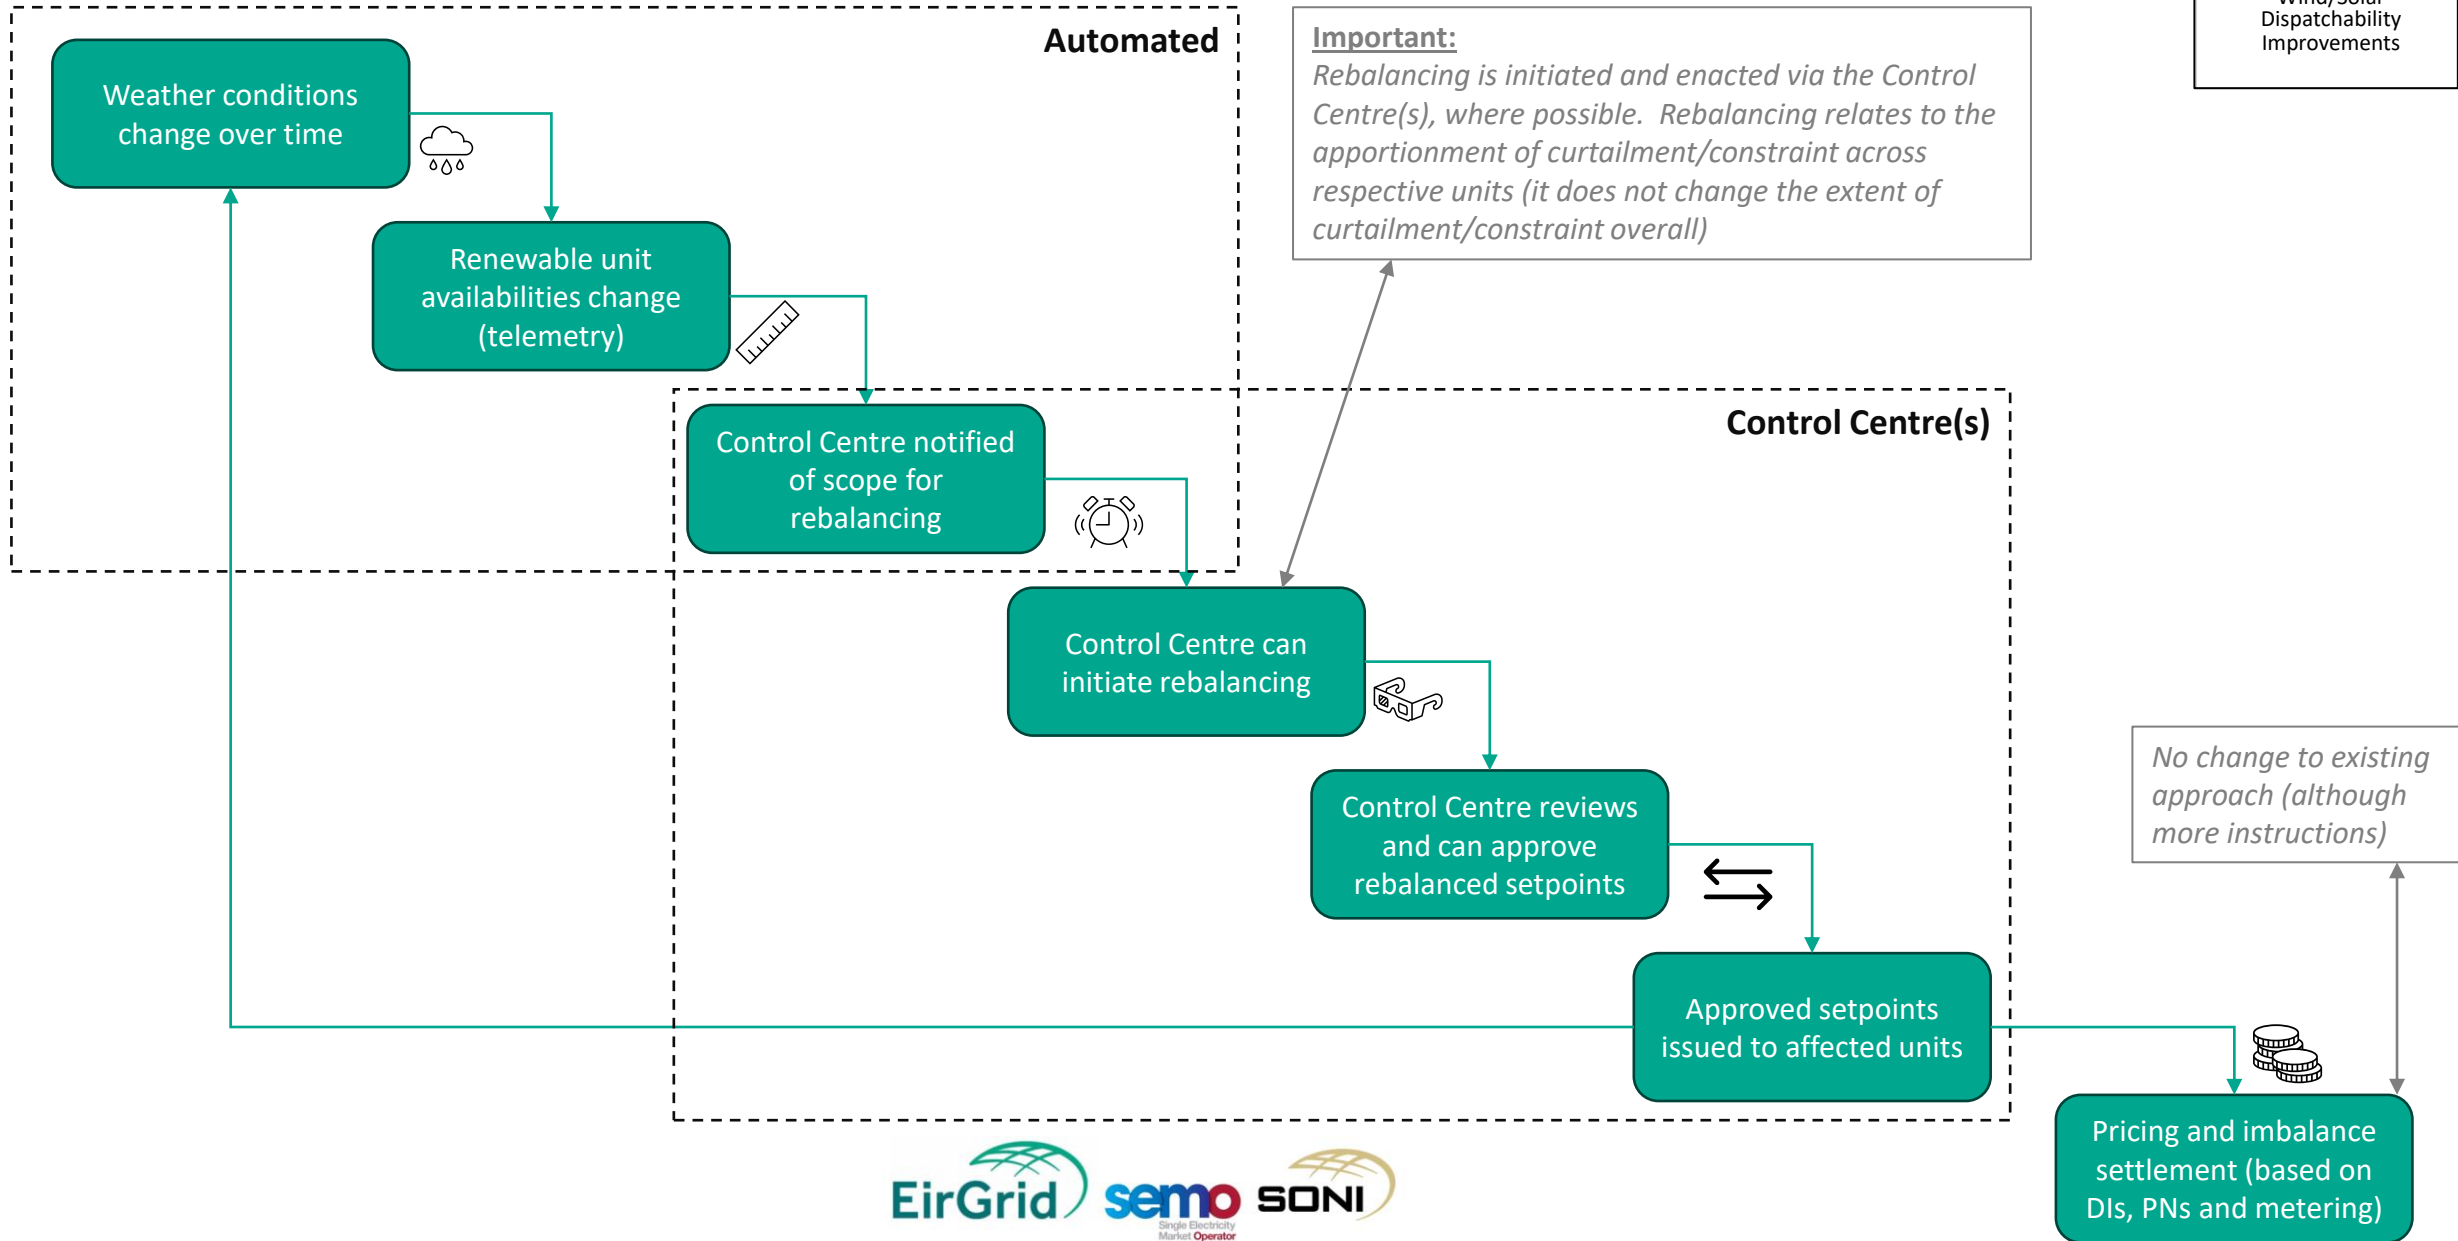 Automated
Weather conditions
change over time
Renewable unit
availabilities change
(telemetry)
Important:
Rebalancing is initiated and enacted via the Control
Centre(s), where possible.  Rebalancing relates to the
apportionment of curtailment/constraint across
respective units (it does not change the extent of
curtailment/constraint overall)
Wind/Solar
Dispatchability
Improvements
Control Centre(s)
Control Centre notified
of scope for
rebalancing
Control Centre can
initiate rebalancing
Control Centre reviews
and can approve
rebalanced setpoints
No change to existing
approach (although
more instructions)
Approved setpoints
issued to affected units
Pricing and imbalance
settlement (based on
DIs, PNs and metering)
EirGrid
semo
Single Electricity
Market Operator
SONI